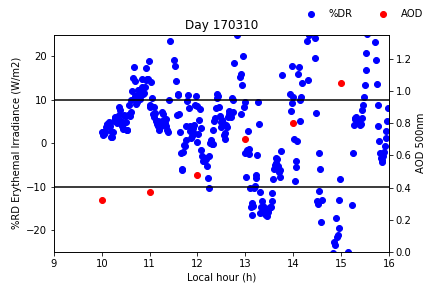 %DR AOD
Day 170310
%RD Erythemal Irradiance (W/m2)
20
10
0
−10
−20
1.2
1.0
0.8
0.6
0.4
0.2
0.0
AOD 500nm
9 10 11 12 13 14 15 16
Local hour (h)